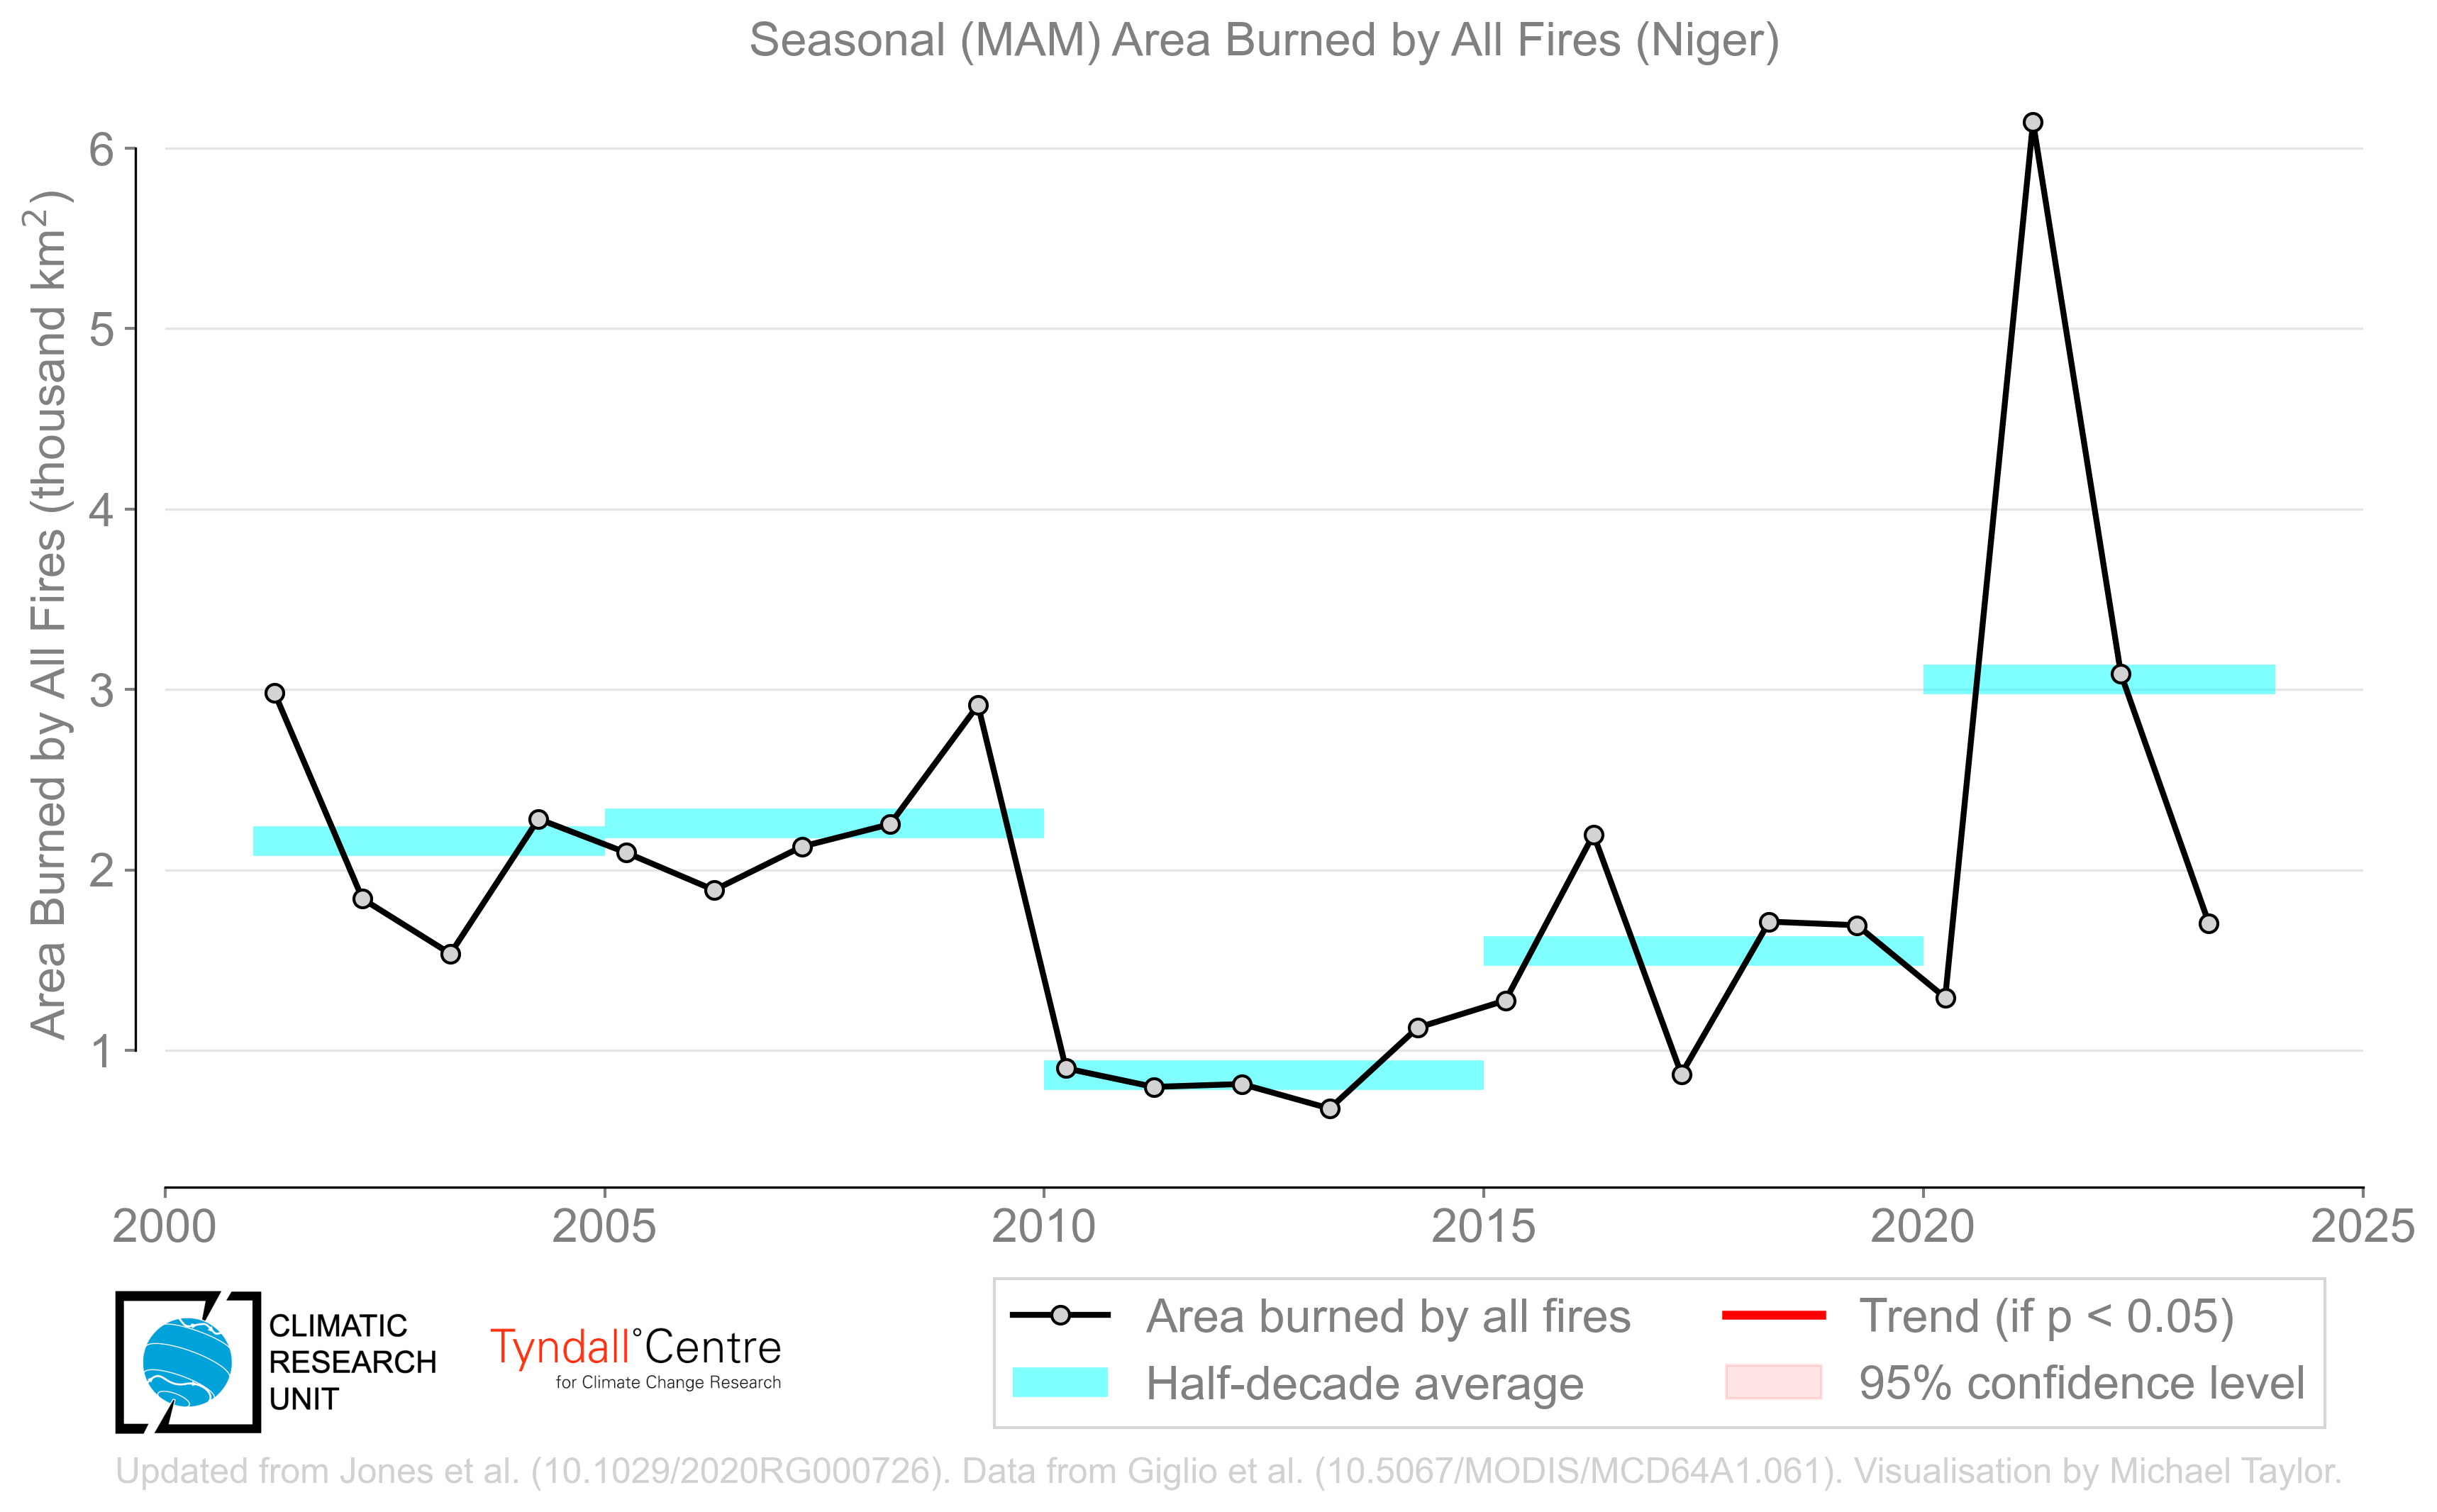 Seasonal (MAM) Area Burned by All Fires (Niger)
Area Burned by All Fires (thousand km²)
6
5
4
3
2
1
2000
2005
2010
2015
2020
2025
CLIMATIC
RESEARCH
UNIT
Tyndall°Centre
for Climate Change Research
Area burned by all fires
Half-decade average
Trend (if p < 0.05)
95% confidence level
Updated from Jones et al. (10.1029/2020RG000726). Data from Giglio et al. (10.5067/MODIS/MCD64A1.061). Visualisation by Michael Taylor.